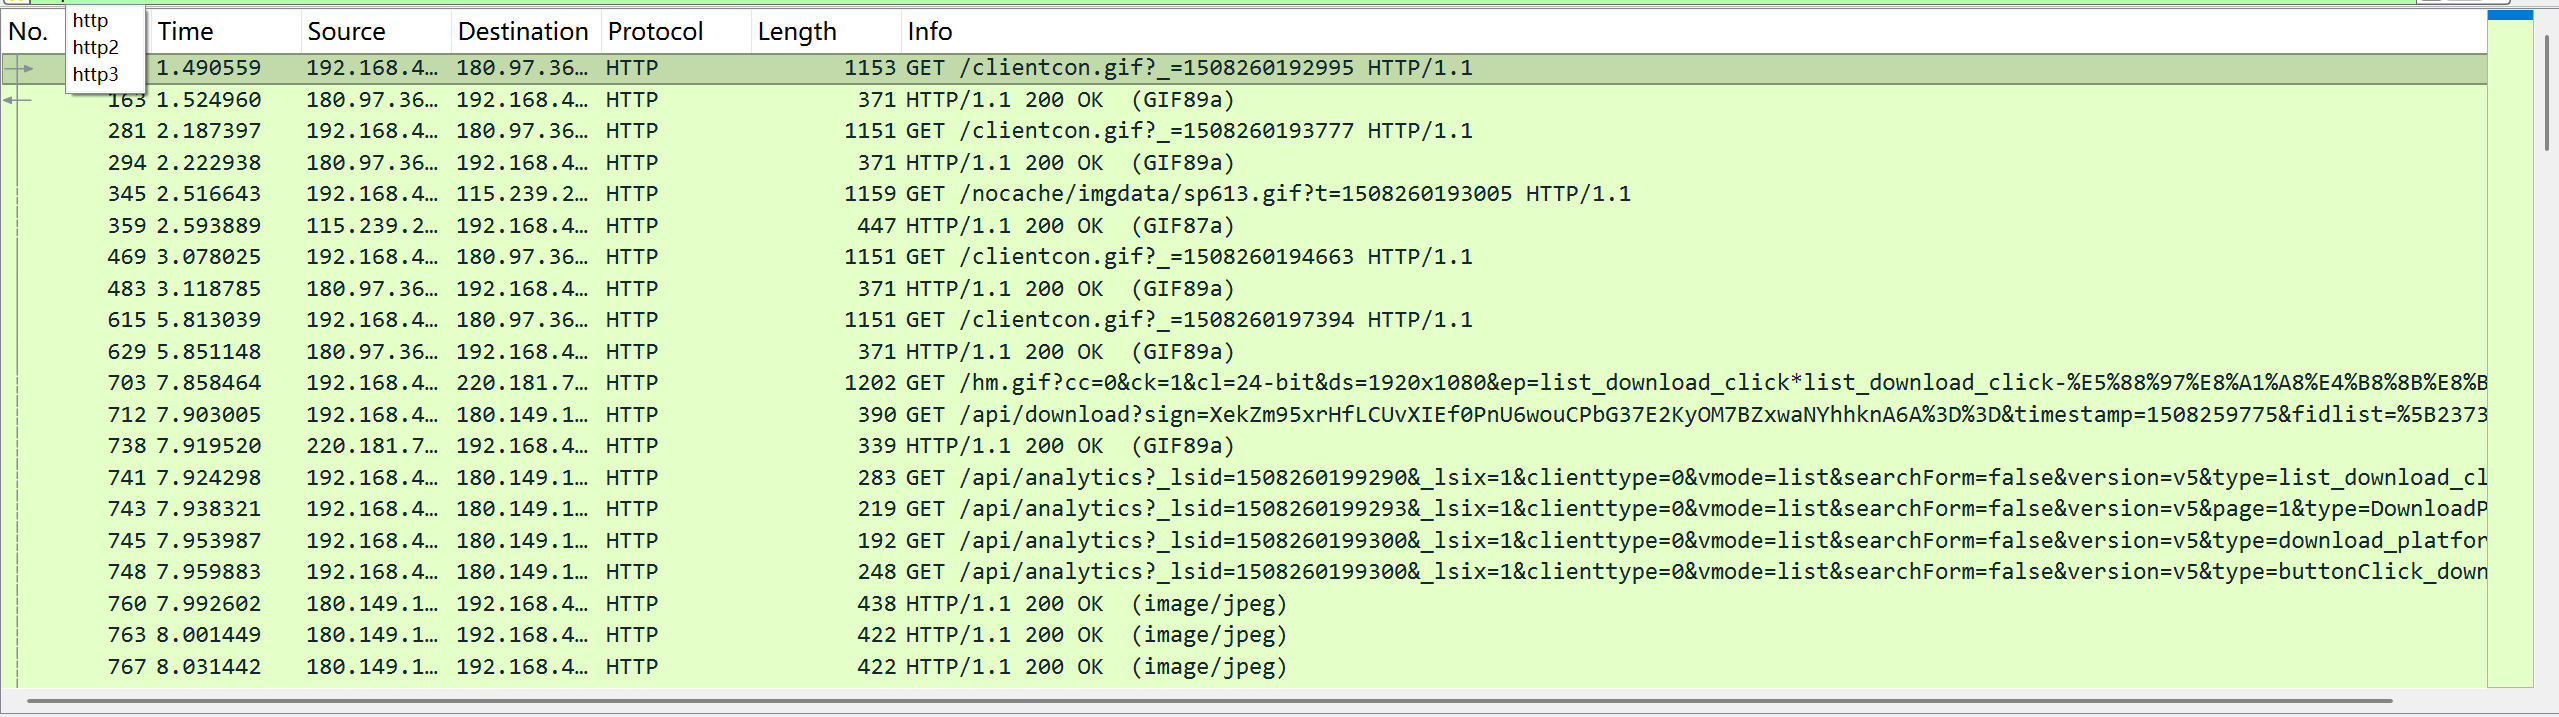 http
http2
http3
No. Time Source Destination Protocol Length Info
1.490559 192.168.4… 180.97.36… HTTP 1153 GET /clientcon.gif?_=1508260192995 HTTP/1.1
163 1.524960 180.97.36… 192.168.4… HTTP 371 HTTP/1.1 200 OK (GIF89a)
281 2.187397 192.168.4… 180.97.36… HTTP 1151 GET /clientcon.gif?_=1508260193777 HTTP/1.1
294 2.222938 180.97.36… 192.168.4… HTTP 371 HTTP/1.1 200 OK (GIF89a)
345 2.516643 192.168.4… 115.239.2… HTTP 1159 GET /nocache/imgdata/sp613.gif?t=1508260193005 HTTP/1.1
359 2.593889 115.239.2… 192.168.4… HTTP 447 HTTP/1.1 200 OK (GIF87a)
469 3.078025 192.168.4… 180.97.36… HTTP 1151 GET /clientcon.gif?_=1508260194663 HTTP/1.1
483 3.118785 180.97.36… 192.168.4… HTTP 371 HTTP/1.1 200 OK (GIF89a)
615 5.813039 192.168.4… 180.97.36… HTTP 1151 GET /clientcon.gif?_=1508260197394 HTTP/1.1
629 5.851148 180.97.36… 192.168.4… HTTP 371 HTTP/1.1 200 OK (GIF89a)
703 7.858464 192.168.4… 220.181.7… HTTP 1202 GET /hm.gif?cc=0&ck=1&cl=24-bit&ds=1920x1080&ep=list_download_click*list_download_click-%E5%88%97%E8%A1%A8%E4%B8%8B%E8%B
712 7.903005 192.168.4… 180.149.1… HTTP 390 GET /api/download?sign=XekZm95xrHfLCUvXIEf0PnU6wouCPbG37E2KyOM7BZxwaNYhhknA6A%3D%3D&timestamp=1508259775&fidlist=%5B2373
738 7.919520 220.181.7… 192.168.4… HTTP 339 HTTP/1.1 200 OK (GIF89a)
741 7.924298 192.168.4… 180.149.1… HTTP 283 GET /api/analytics?_lsid=1508260199290&_lsix=1&clienttype=0&vmode=list&searchForm=false&version=v5&type=list_download_cl
743 7.938321 192.168.4… 180.149.1… HTTP 219 GET /api/analytics?_lsid=1508260199293&_lsix=1&clienttype=0&vmode=list&searchForm=false&version=v5&page=1&type=DownloadP
745 7.953987 192.168.4… 180.149.1… HTTP 192 GET /api/analytics?_lsid=1508260199300&_lsix=1&clienttype=0&vmode=list&searchForm=false&version=v5&type=download_platfor
748 7.959883 192.168.4… 180.149.1… HTTP 248 GET /api/analytics?_lsid=1508260199300&_lsix=1&clienttype=0&vmode=list&searchForm=false&version=v5&type=buttonClick_down
760 7.992602 180.149.1… 192.168.4… HTTP 438 HTTP/1.1 200 OK (image/jpeg)
763 8.001449 180.149.1… 192.168.4… HTTP 422 HTTP/1.1 200 OK (image/jpeg)
767 8.031442 180.149.1… 192.168.4… HTTP 422 HTTP/1.1 200 OK (image/jpeg)